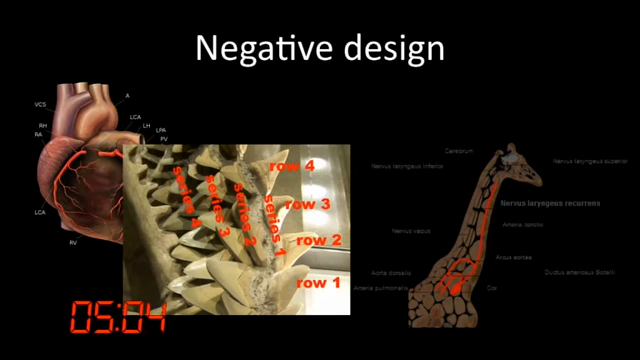 Negative design
VCS
A
RH
RA
LCA
LH
LPA
PV
LCA
RV
series 4
series 3
series 2
series 1
row 4
row 3
row 2
row 1
Cerebrum
Nervus laryngeus inferior
Nervus laryngeus superior
Nervus laryngeus recurrens
Nervus vagus
Arteria carotis
Arcus aortae
Aorta dorsalis
Ductus arteriosus Botalli
Arteria pulmonalis
Cor
05:04